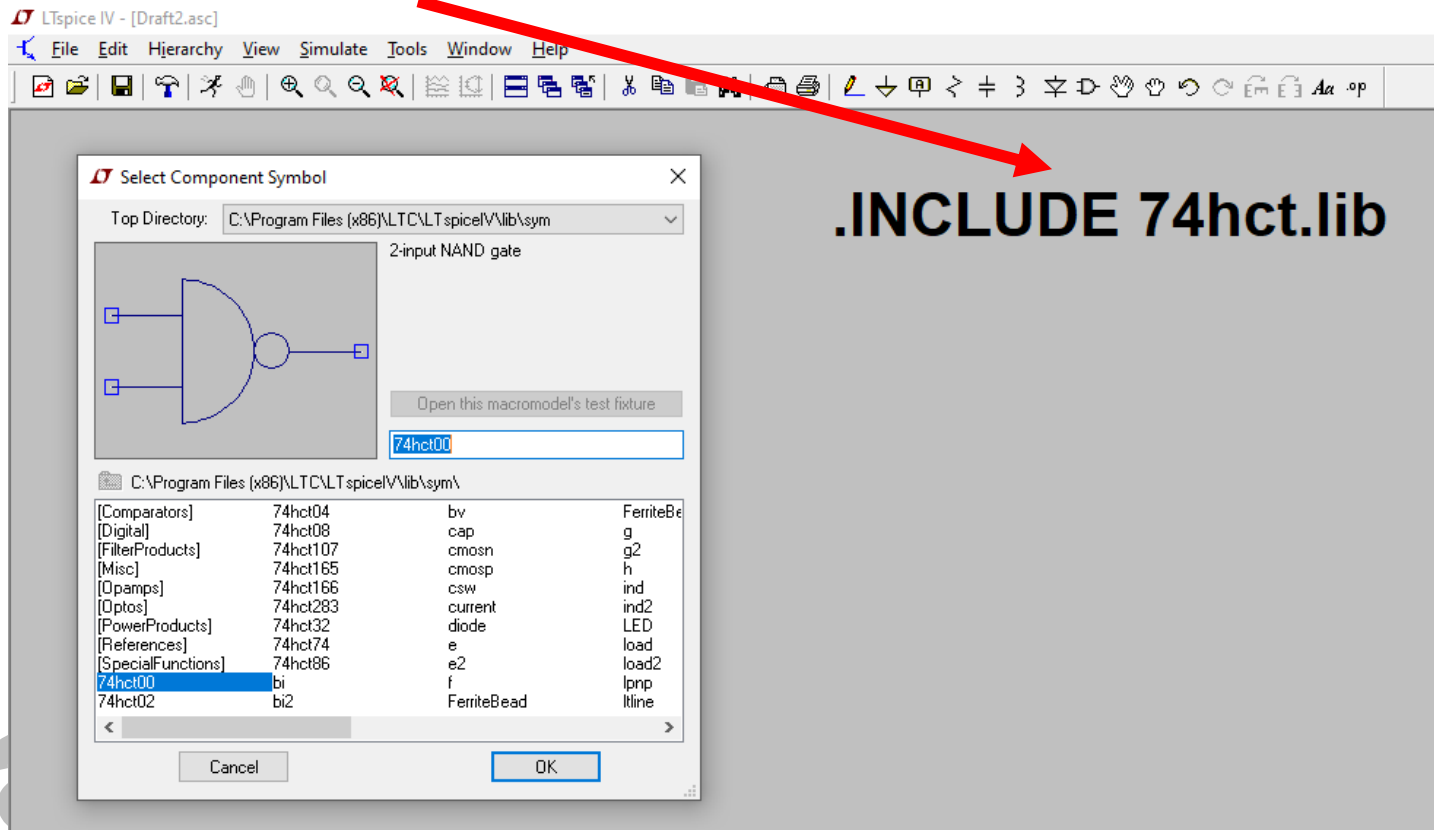 LTspice IV - [Draft2.asc]
File Edit Hierarchy View Simulate Tools Window Help
A Aa .op
Select Component Symbol
Top Directory: C:\Program Files (x86)\LTC\LTspiceIV\lib\sym
.INCLUDE 74hct.lib
2-input NAND gate
Open this macromodel's test fixture
74hct00
C:\Program Files (x86)\LTC\LTspiceIV\lib\sym\
[Comparators] 74hct04 bv FerriteBe
[Digital] 74hct08 cap g
[FilterProducts] 74hct107 cmosn g2
[Misc] 74hct165 cmosp h
[Opamps] 74hct166 csw ind
[Optos] 74hct283 current ind2
[PowerProducts] 74hct32 diode LED
[References] 74hct74 e load
[SpecialFunctions] 74hct86 e2 load2
74hct00 bi f lpnp
74hct02 bi2 FerriteBead ltline
Cancel OK